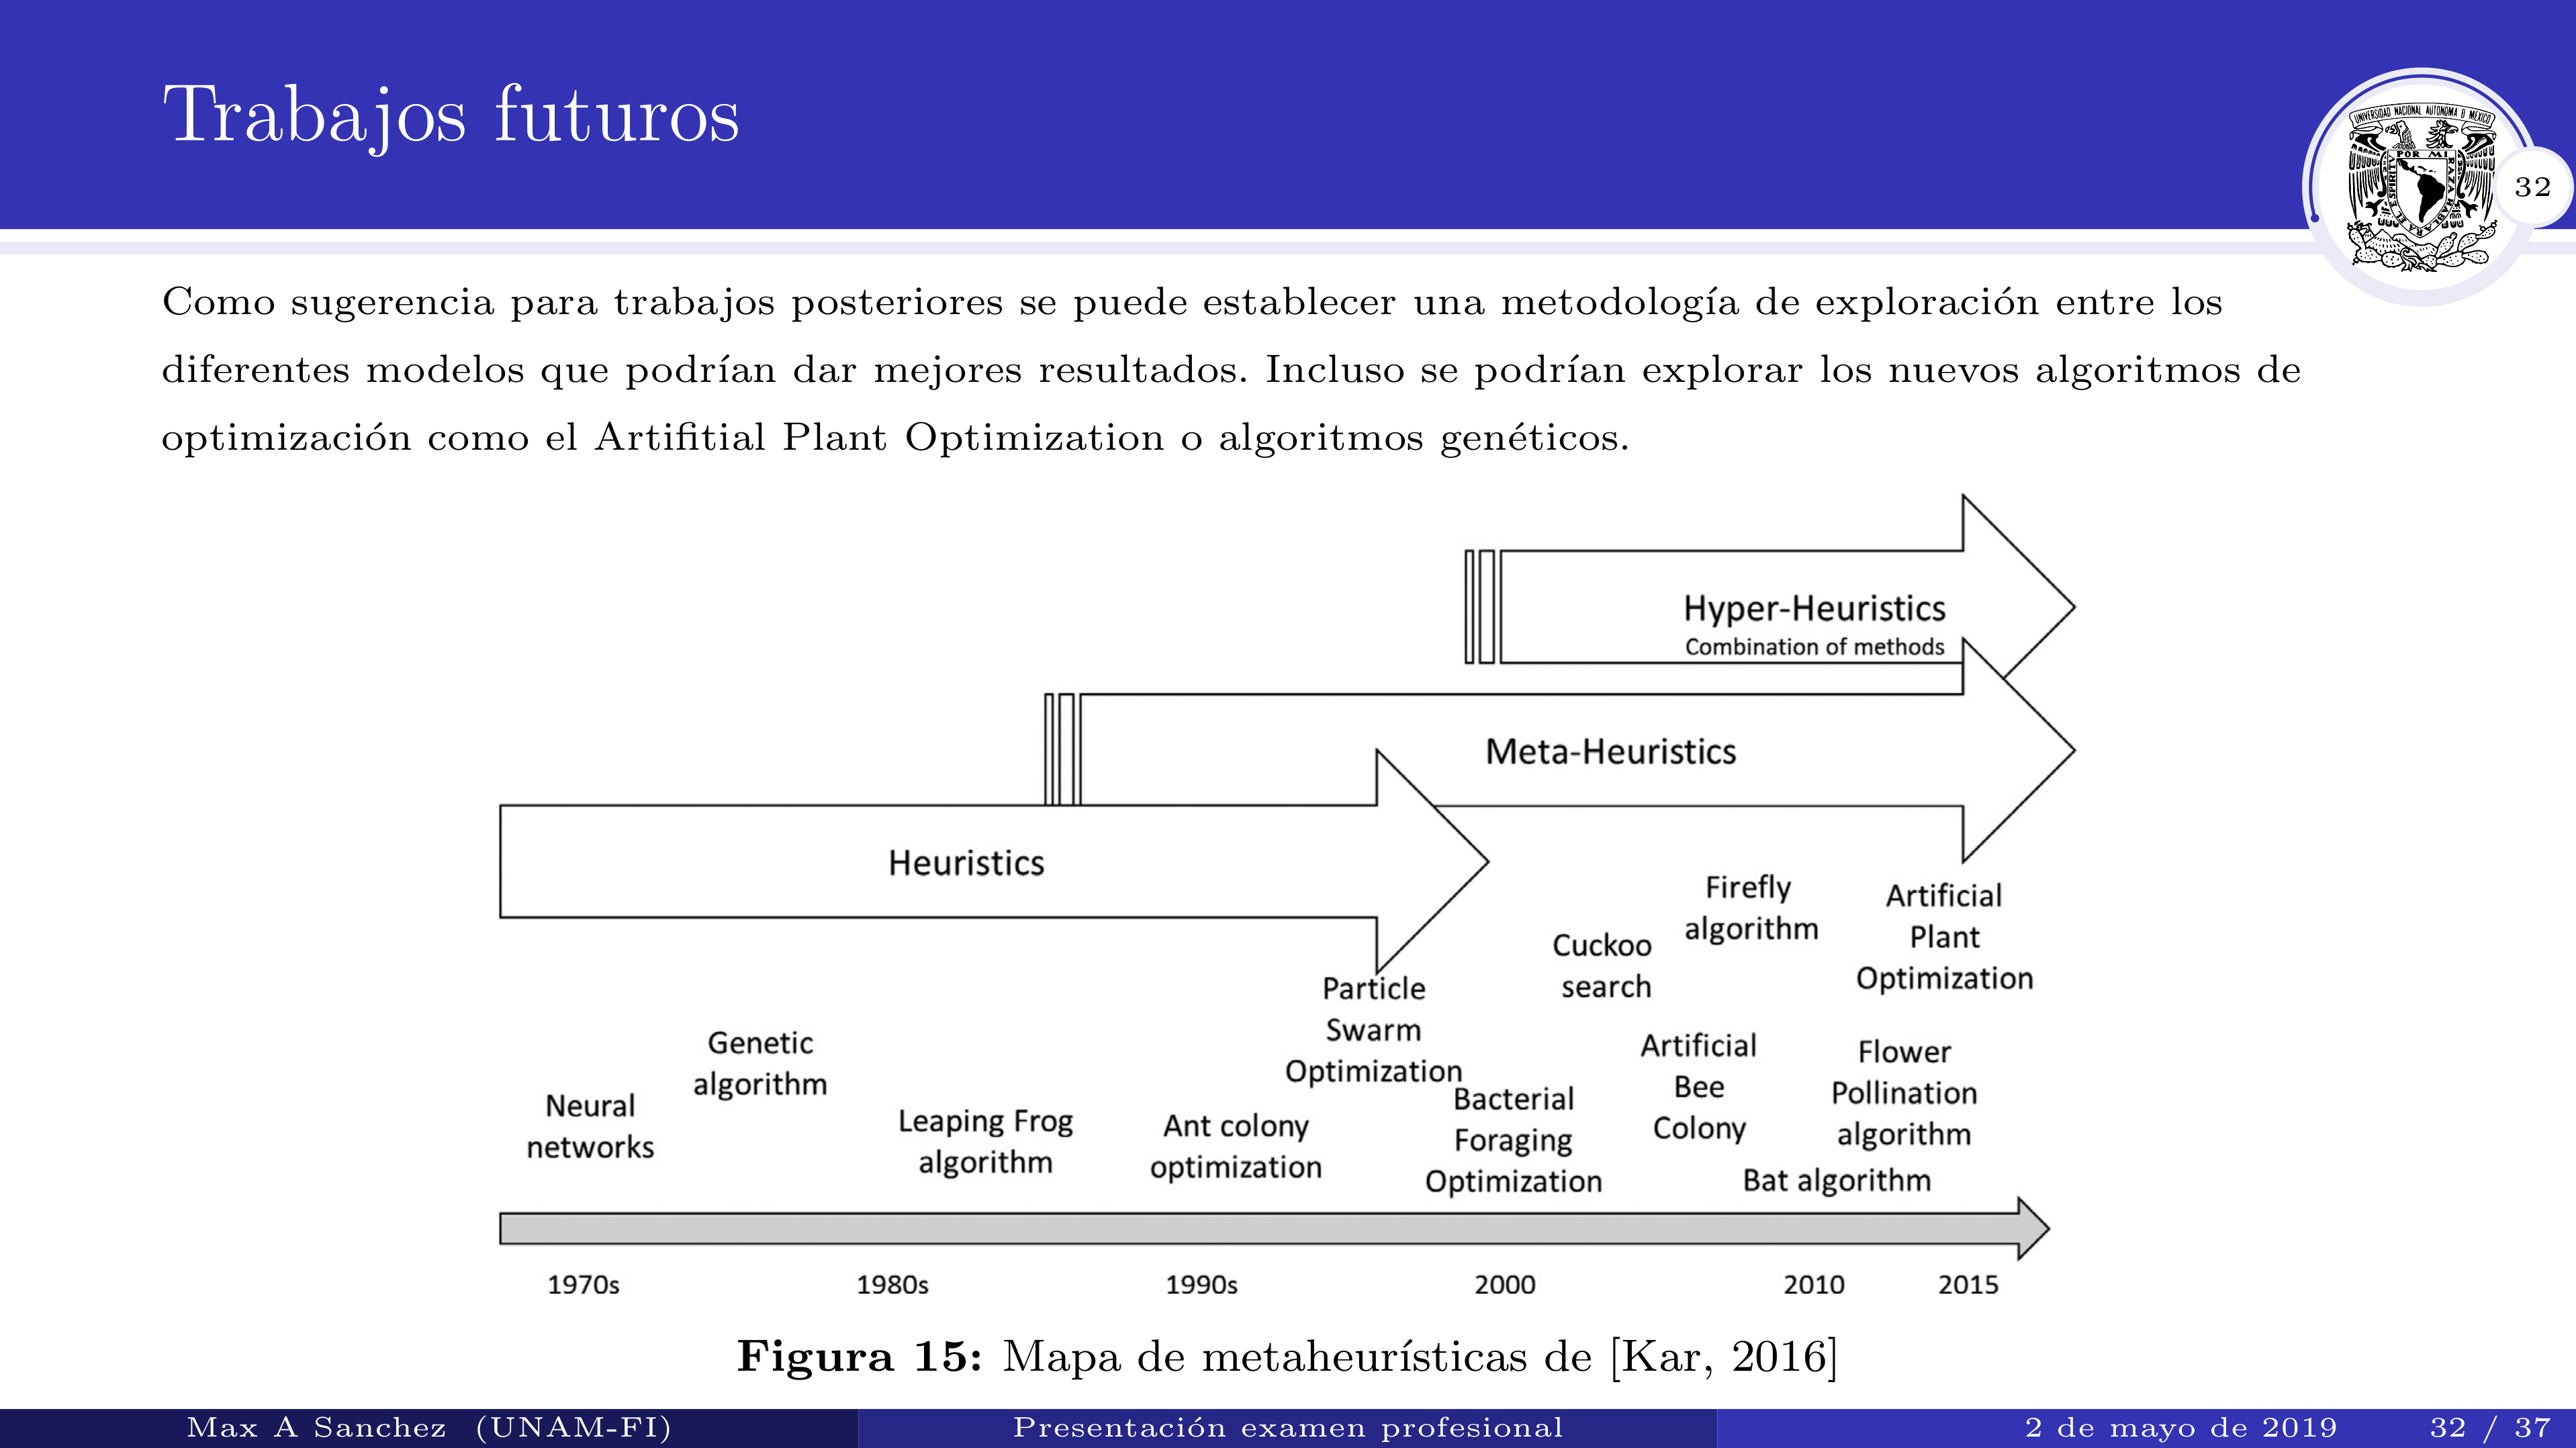 Trabajos futuros
UNIVERSIDAD NACIONAL AUTONOMA D MEXICO
POR MI RAZA HABLARA EL ESPIRITU
32
Como sugerencia para trabajos posteriores se puede establecer una metodología de exploración entre los
diferentes modelos que podrían dar mejores resultados. Incluso se podrían explorar los nuevos algoritmos de
optimización como el Artifitial Plant Optimization o algoritmos genéticos.
Hyper-Heuristics
Combination of methods
Meta-Heuristics
Heuristics
Neural
networks
Genetic
algorithm
Leaping Frog
algorithm
Ant colony
optimization
Particle
Swarm
Optimization
Bacterial
Foraging
Optimization
Cuckoo
search
Firefly
algorithm
Artificial
Bee
Colony
Artificial
Plant
Optimization
Flower
Pollination
algorithm
Bat algorithm
1970s 1980s 1990s 2000 2010 2015
Figura 15: Mapa de metaheurísticas de [Kar, 2016]
Max A Sanchez (UNAM-FI) Presentación examen profesional 2 de mayo de 2019 32 / 37